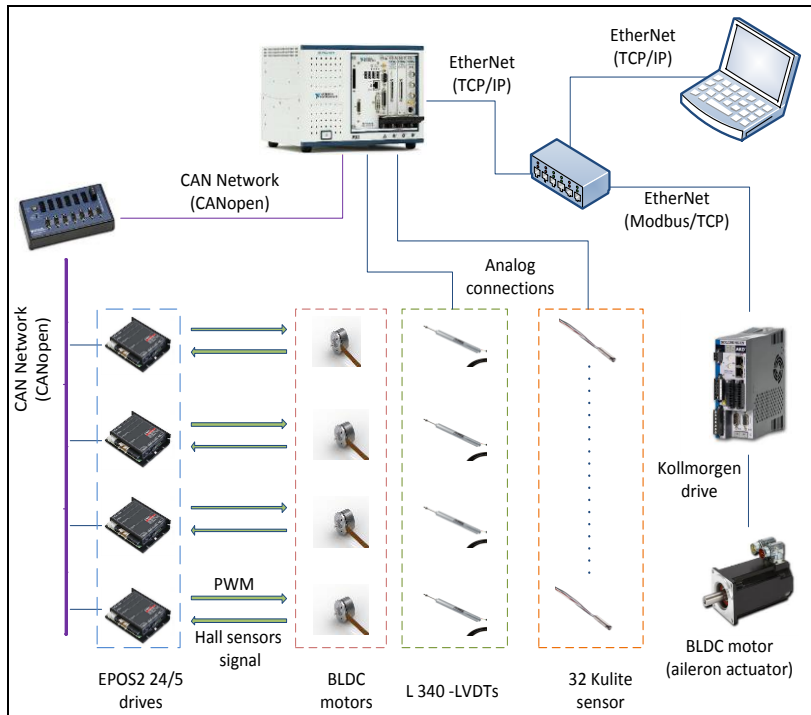 EtherNet
(TCP/IP)
EtherNet
(TCP/IP)
CAN Network
(CANopen)
EtherNet
(Modbus/TCP)
Analog
connections
CAN Network
(CANopen)
Kollmorgen
drive
PWM
Hall sensors
signal
EPOS2 24/5
drives
BLDC
motors
L 340 -LVDTs
32 Kulite
sensor
BLDC motor
(aileron actuator)